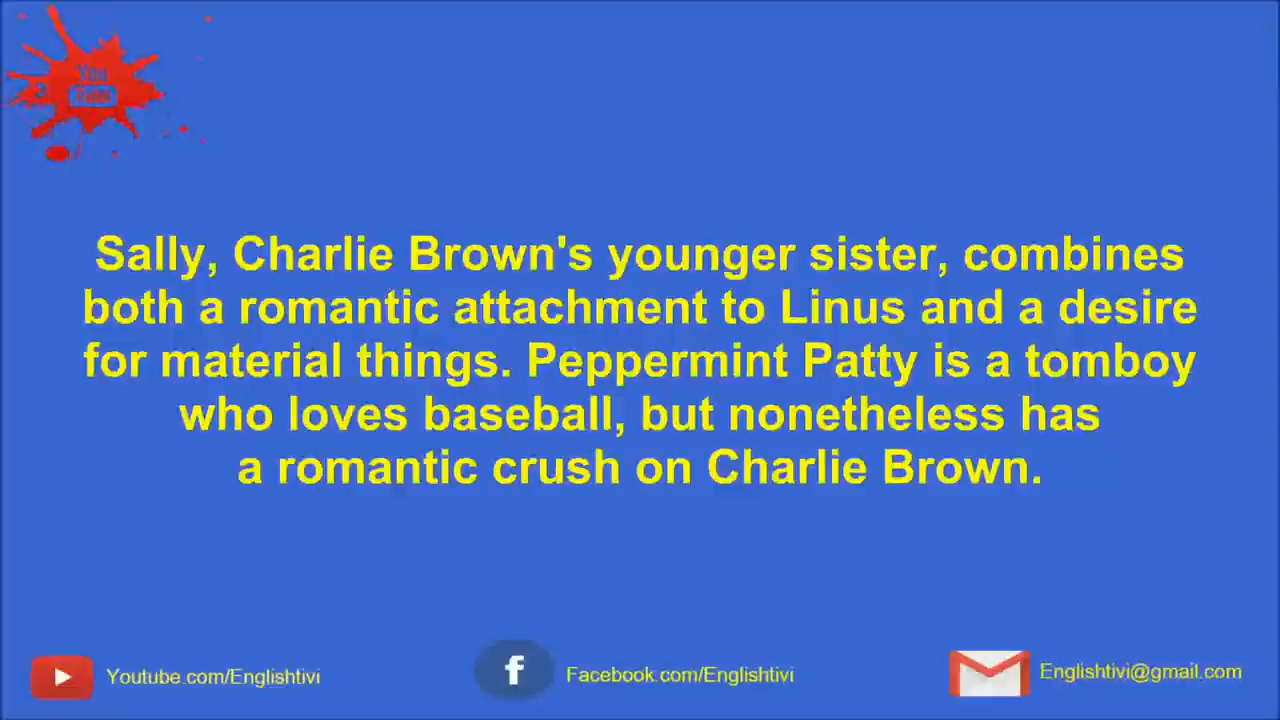 You
Tube
Sally, Charlie Brown's younger sister, combines
both a romantic attachment to Linus and a desire
for material things. Peppermint Patty is a tomboy
who loves baseball, but nonetheless has
a romantic crush on Charlie Brown.
Youtube.com/Englishtivi
f
Facebook.com/Englishtivi
Englishtivi@gmail.com